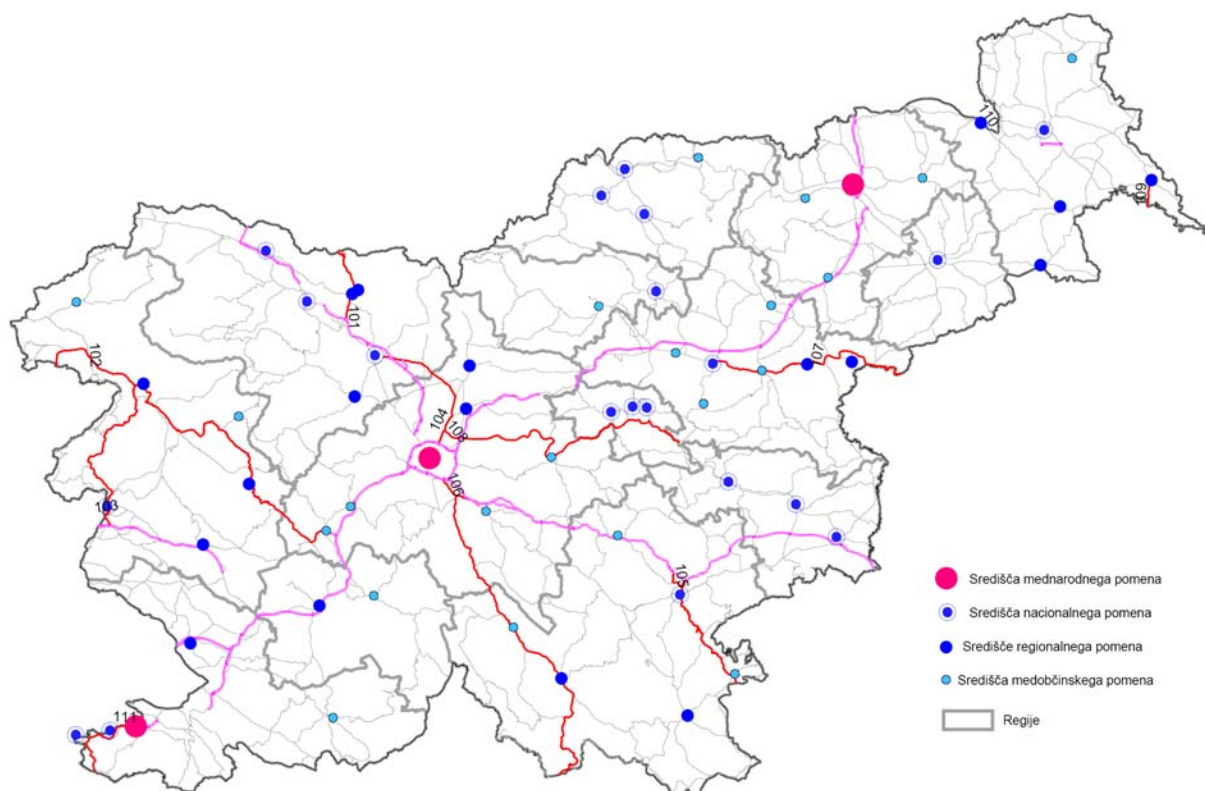 110
109
101
102
107
104
108
106
103
105
111
Središča mednarodnega pomena
Središča nacionalnega pomena
Središče regionalnega pomena
Središča medobčinskega pomena
Regije